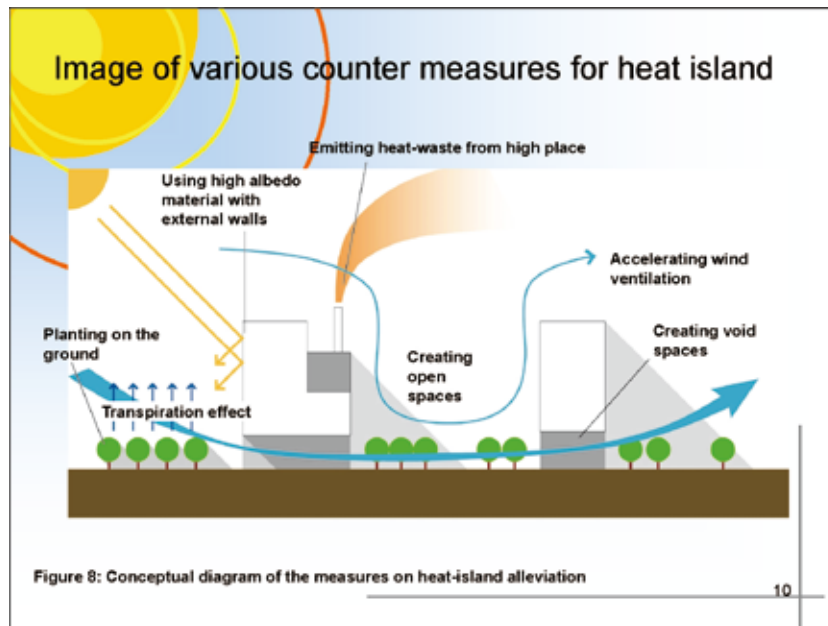 Image of various counter measures for heat island
Emitting heat-waste from high place
Using high albedo
material with
external walls
Accelerating wind
ventilation
Planting on the
ground
Creating void
spaces
Creating
open
spaces
Transpiration effect
Figure 8: Conceptual diagram of the measures on heat-island alleviation
10